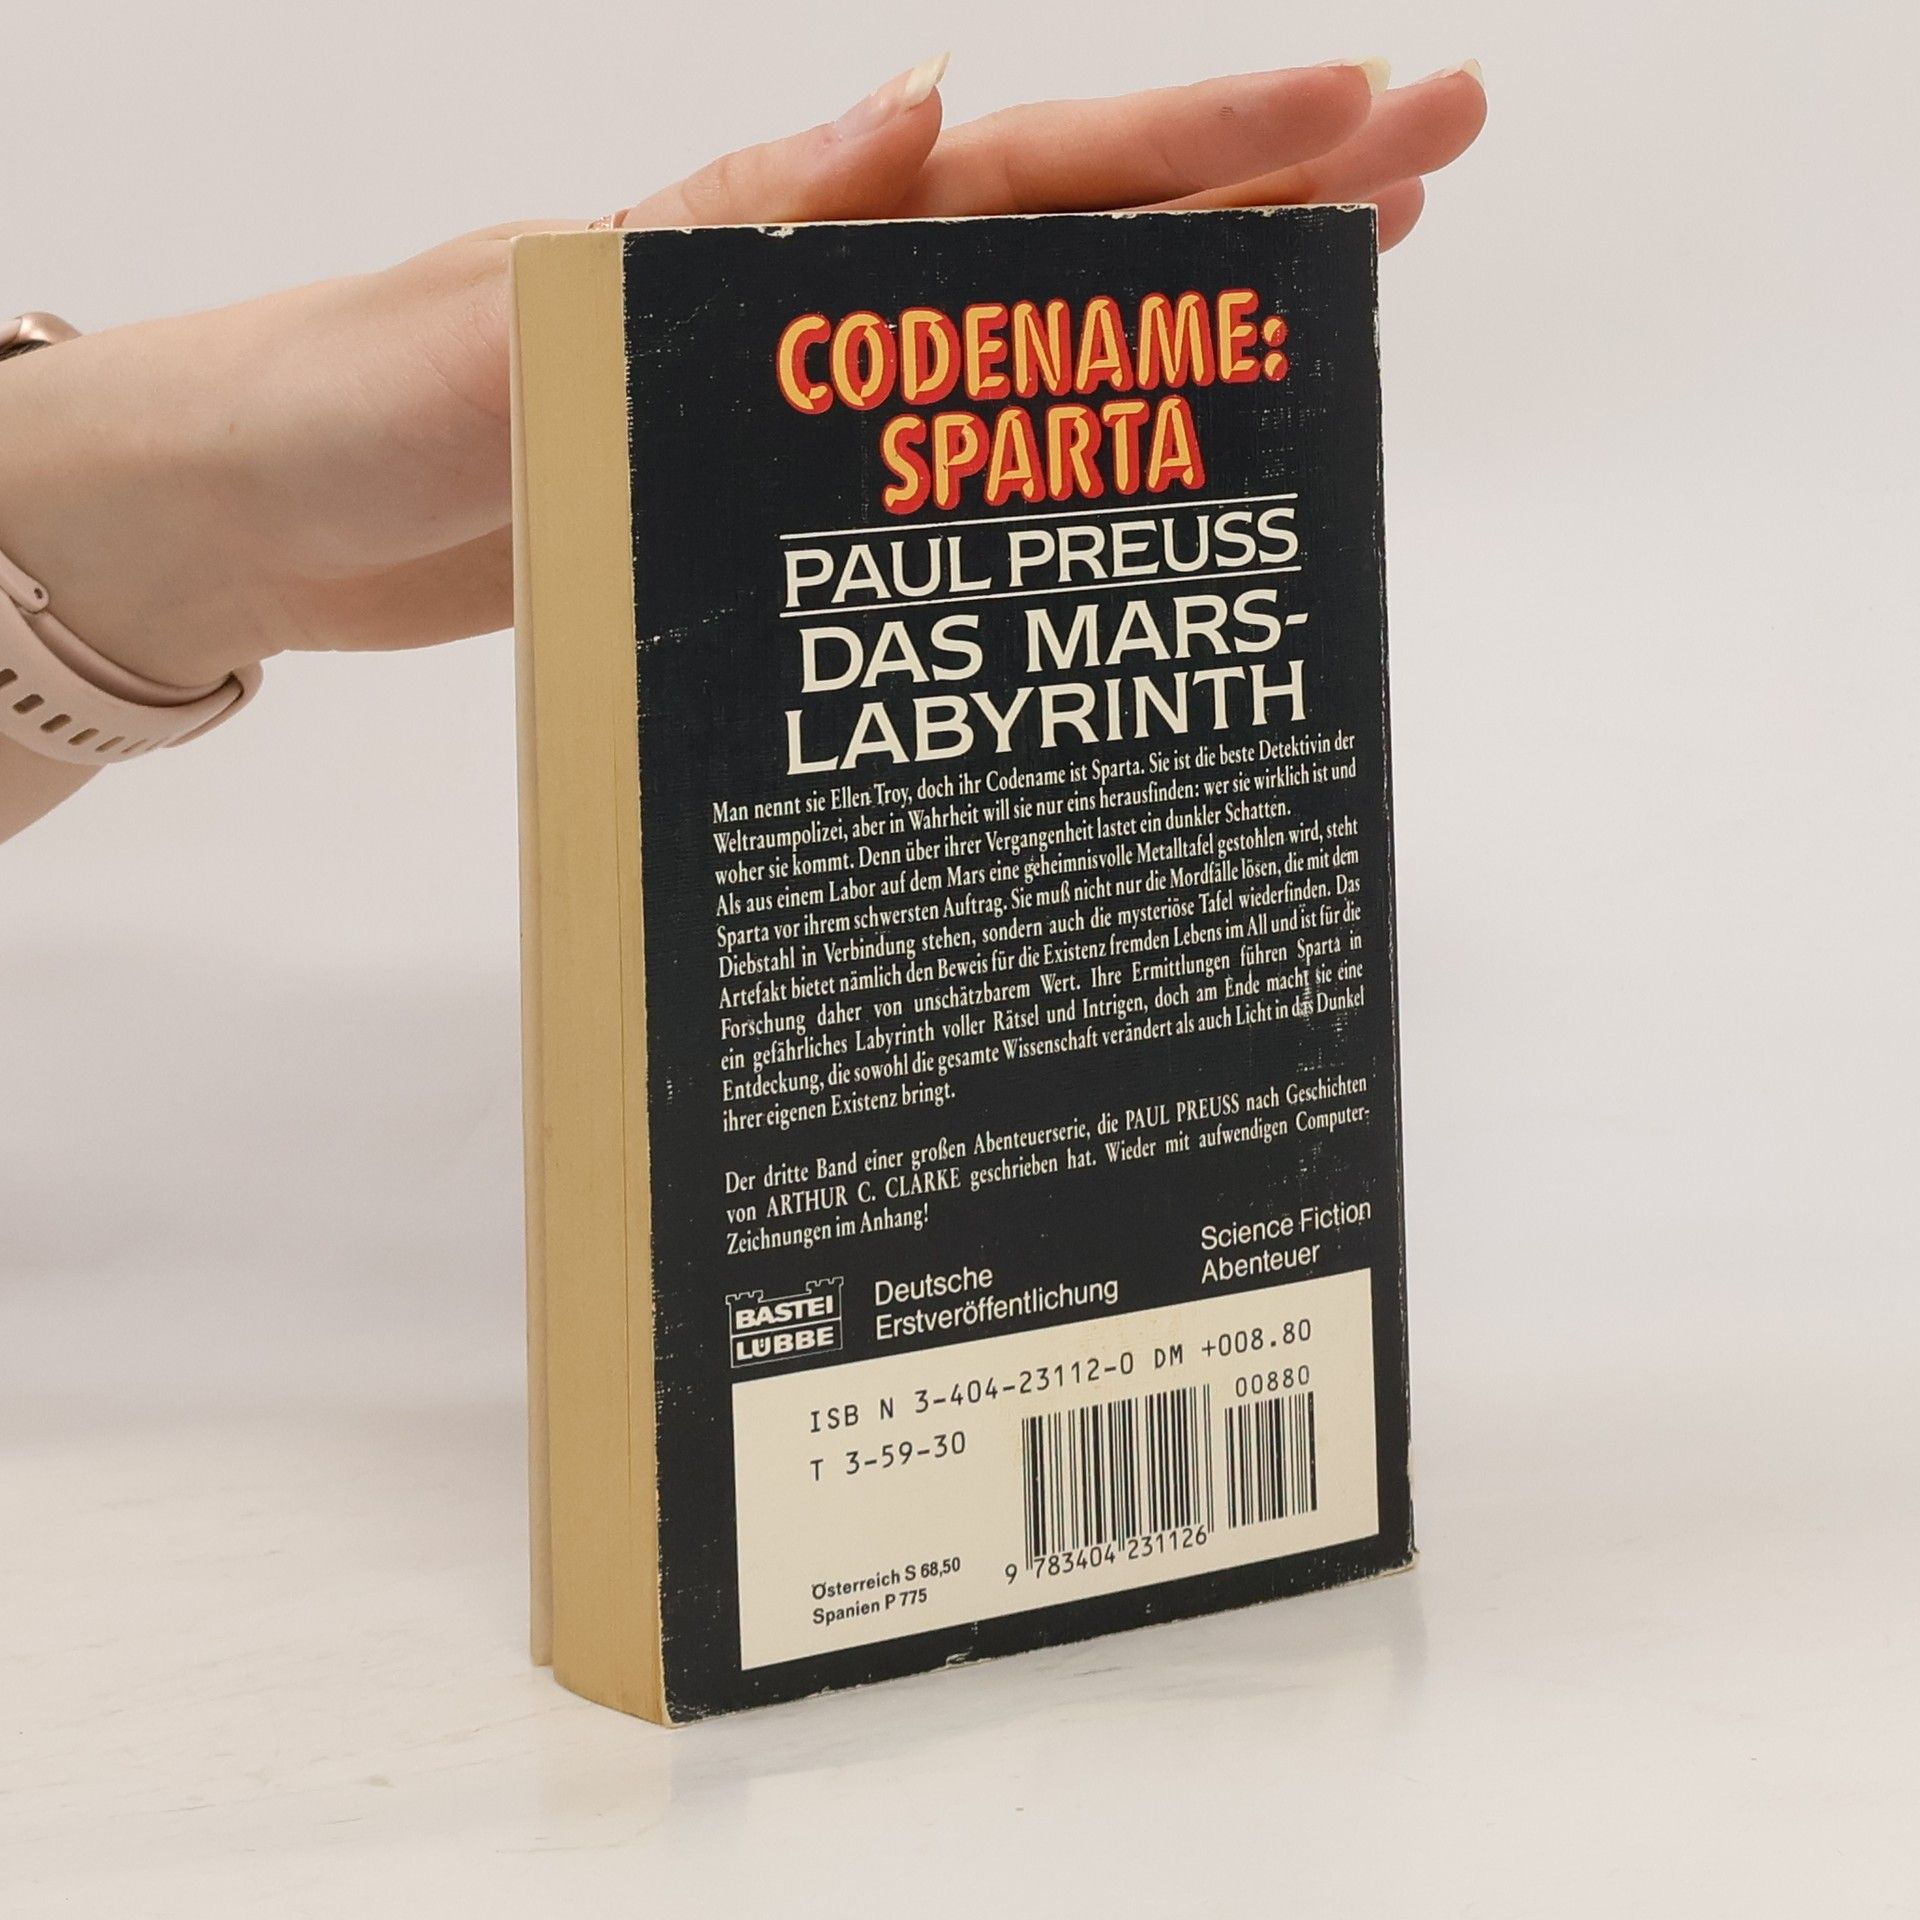 CODENAME:
SPARTA
PAUL PREUSS
DAS MARS-
LABYRINTH
Man nennt sie Ellen Troy, doch ihr Codename ist Sparta. Sie ist die beste Detektivin der
Weltraumpolizei, aber in Wahrheit will sie nur eins herausfinden: wer sie wirklich ist und
woher sie kommt. Denn über ihrer Vergangenheit lastet ein dunkler Schatten.
Als aus einem Labor auf dem Mars eine geheimnisvolle Metalltafel gestohlen wird, steht
Sparta vor ihrem schwersten Auftrag. Sie muß nicht nur die Mordfälle lösen, die mit dem
Diebstahl in Verbindung stehen, sondern auch die mysteriöse Tafel wiederfinden. Das
Artefakt bietet nämlich den Beweis für die Existenz fremden Lebens im All und ist für die
Forschung daher von unschätzbarem Wert. Ihre Ermittlungen führen Sparta in
ein gefährliches Labyrinth voller Rätsel und Intrigen, doch am Ende macht sie eine
Entdeckung, die sowohl die gesamte Wissenschaft verändert als auch Licht in das Dunkel
ihrer eigenen Existenz bringt.
Der dritte Band einer großen Abenteuerserie, die PAUL PREUSS nach Geschichten
von ARTHUR C. CLARKE geschrieben hat. Wieder mit aufwendigen Computer-
Zeichnungen im Anhang!
BASTEI
LÜBBE
Deutsche
Erstveröffentlichung
Science Fiction
Abenteuer
ISB N 3-404-23112-0 DM +008.80
T 3-59-30
00880
9 783404 231126
Österreich S 68,50
Spanien P 775